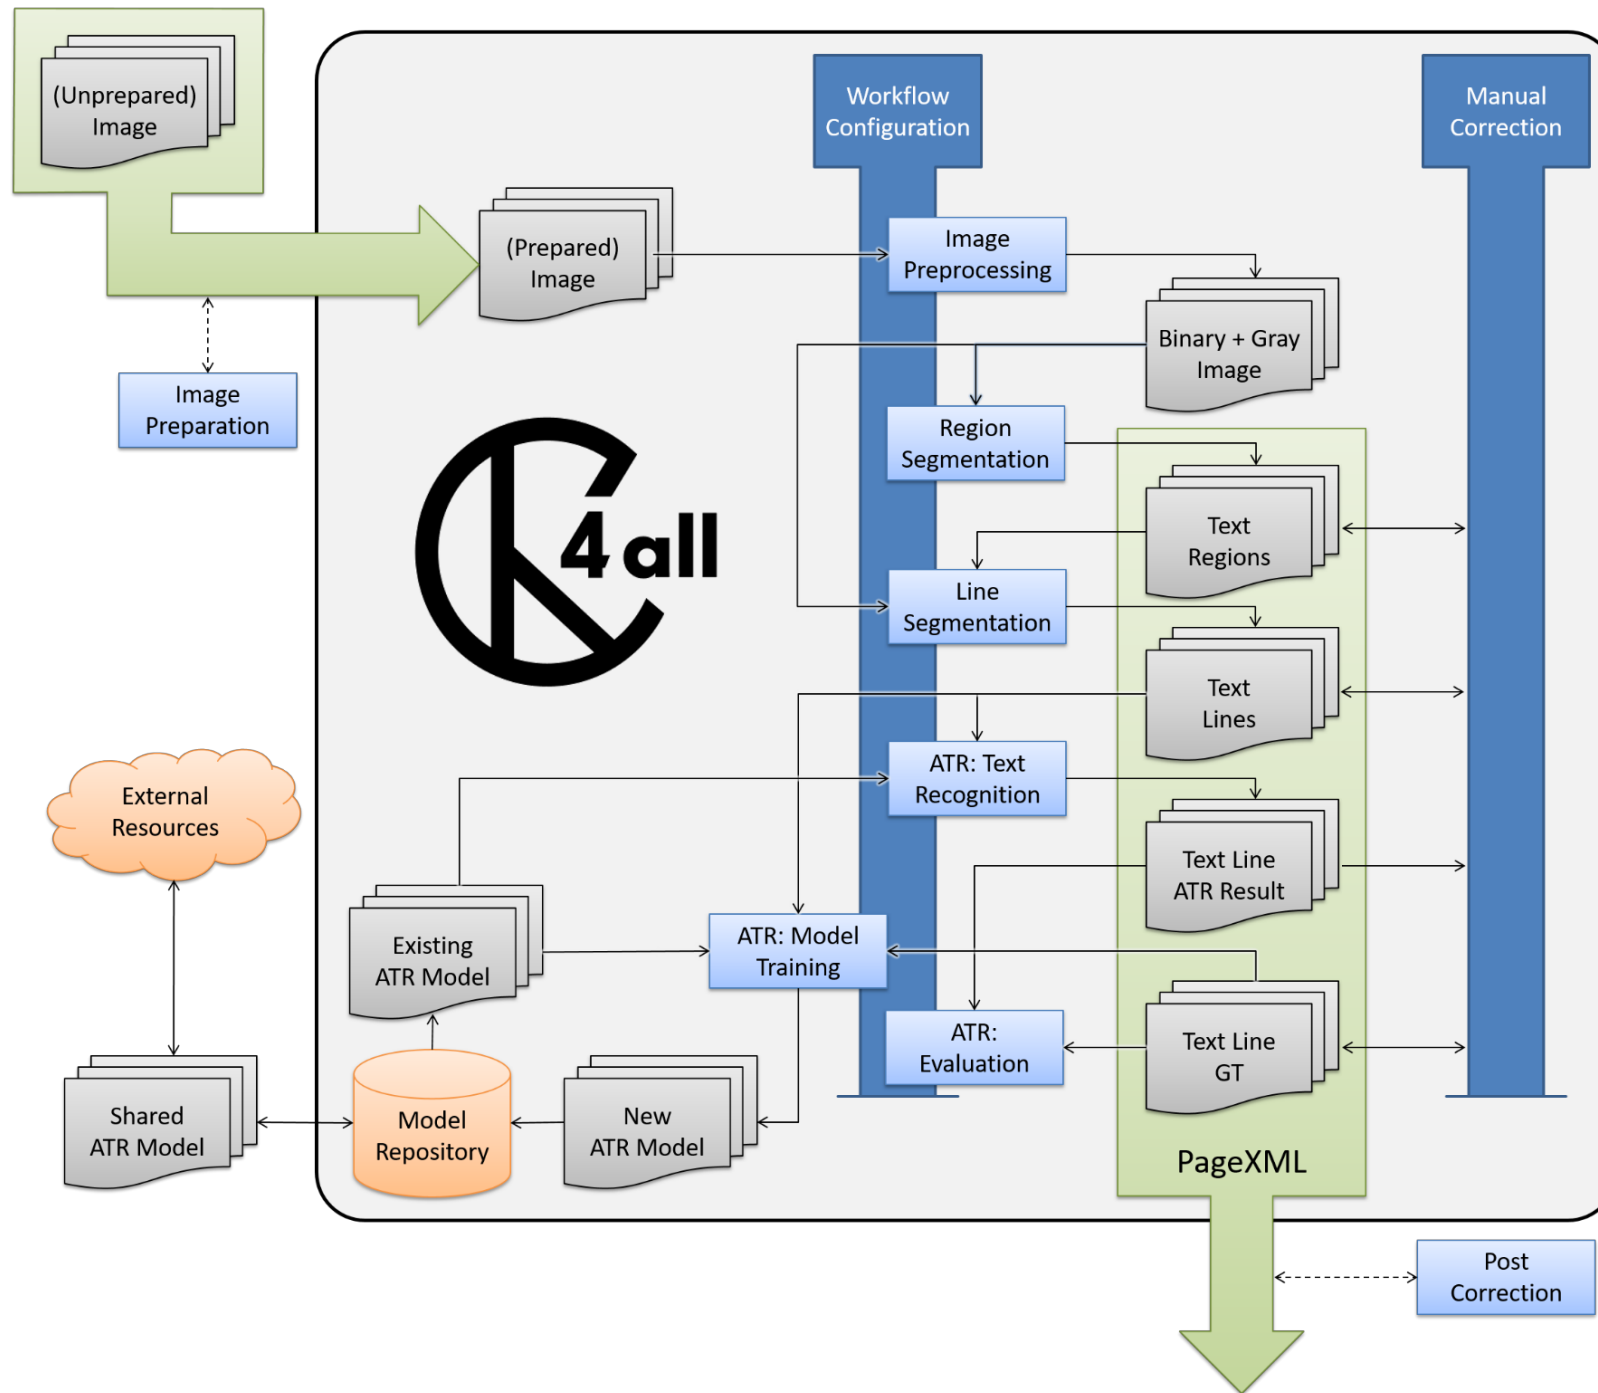 (Unprepared)
Image
Workflow
Configuration
Manual
Correction
(Prepared)
Image
Image
Preprocessing
Binary + Gray
Image
Image
Preparation
Region
Segmentation
4all
Text
Regions
Line
Segmentation
Text
Lines
ATR: Text
Recognition
External
Resources
Text Line
ATR Result
Existing
ATR Model
ATR: Model
Training
ATR:
Evaluation
Text Line
GT
Shared
ATR Model
Model
Repository
New
ATR Model
PageXML
Post
Correction